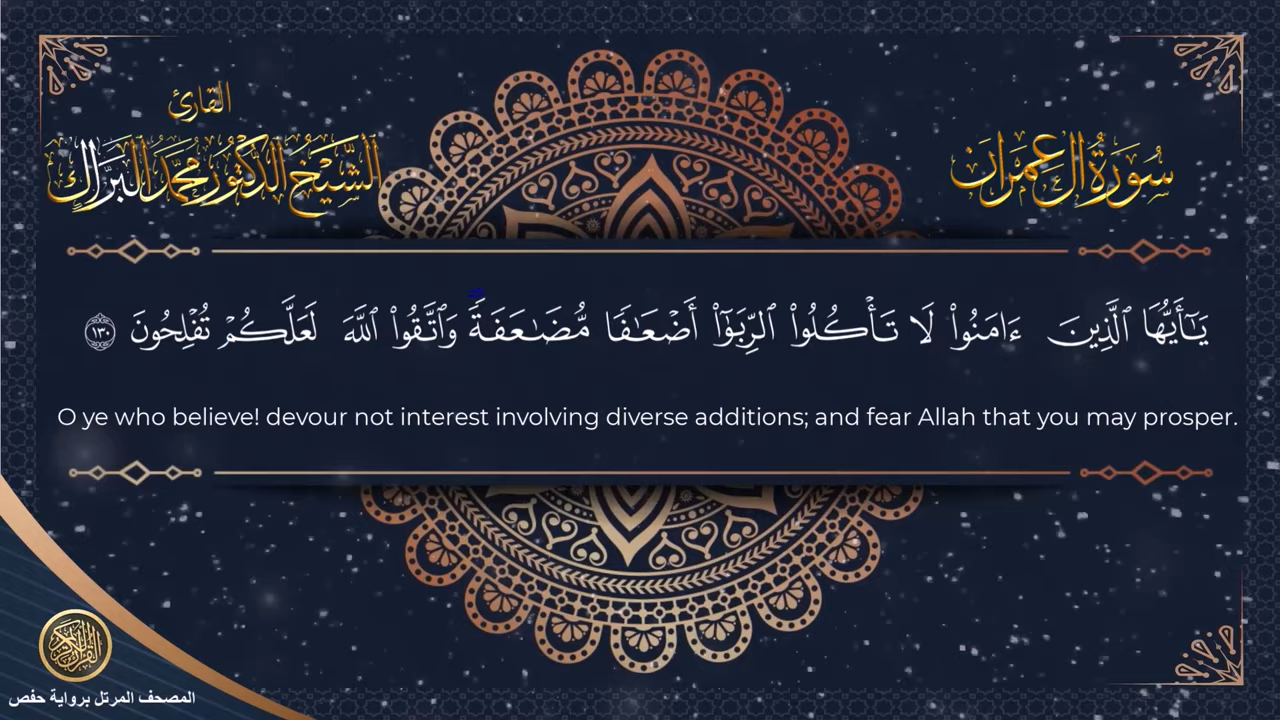 القارئ
الشيخ الدكتور محمد البراك
سُورَةُ آلِ عِمْرَان
يَـٰٓأَيُّهَا ٱلَّذِينَ ءَامَنُوا۟ لَا تَأْكُلُوا۟ ٱلرِّبَوٰٓا۟ أَضْعَـٰفًا مُّضَـٰعَفَةً ۖ وَٱتَّقُوا۟ ٱللَّهَ لَعَلَّكُمْ تُفْلِحُونَ ١٣٠
O ye who believe! devour not interest involving diverse additions; and fear Allah that you may prosper.
القرآن الكريم
المصحف المرتل برواية حفص